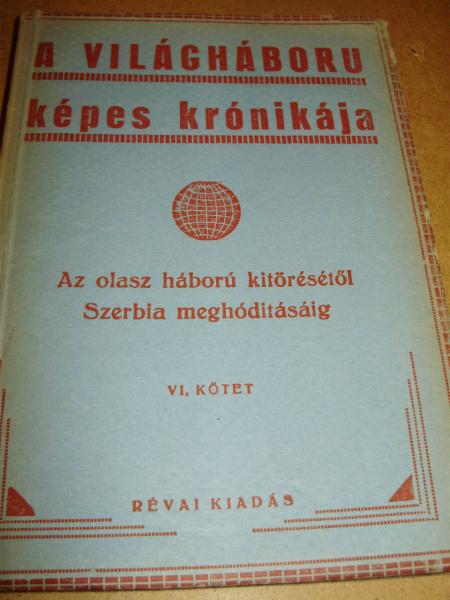 A VILÁGHÁBORU
képes krónikája
Az olasz háború kitörésétől
Szerbia meghóditásáig
VI. KÖTET
RÉVAI KIADÁS